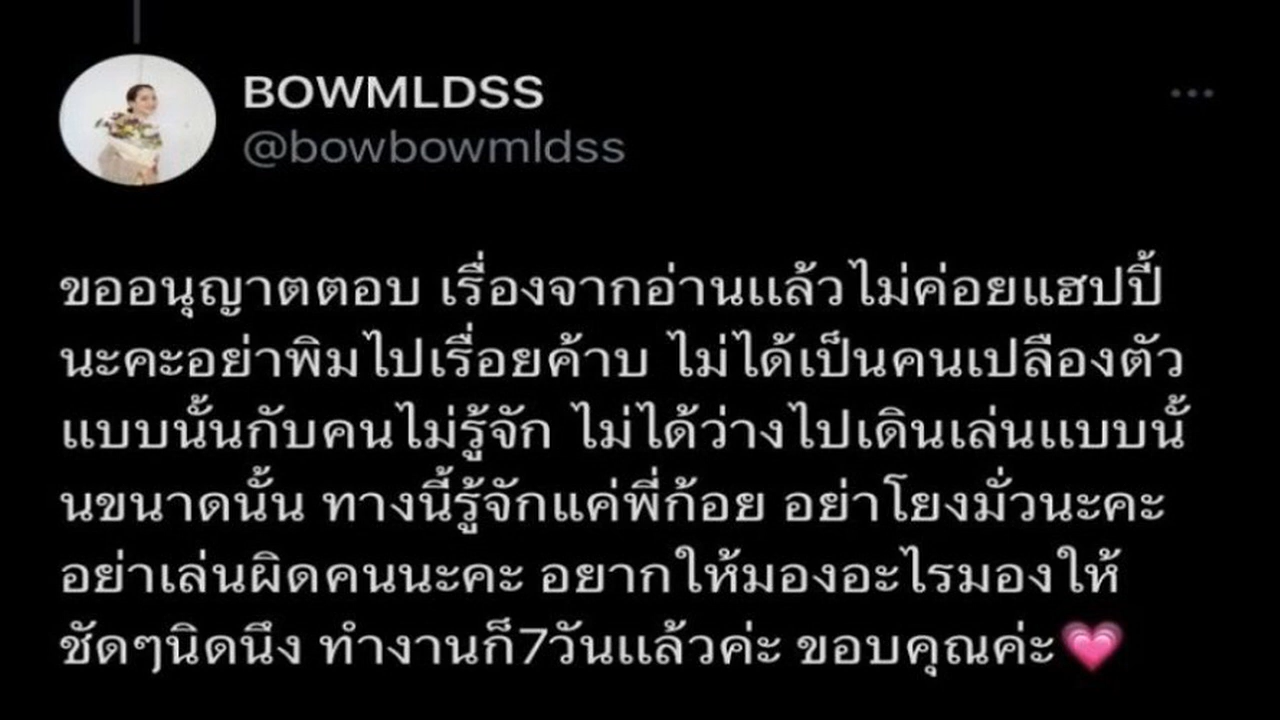 BOWMLDSS
@bowbowmldss
ขออนุญาตตอบ เรื่องจากอ่านแล้วไม่ค่อยแฮปปี้
นะคะอย่าพิมไปเรื่อยค้าบ ไม่ได้เป็นคนเปลืองตัว
แบบนั้นกับคนไม่รู้จัก ไม่ได้ว่างไปเดินเล่นแบบนั้
นขนาดนั้น ทางนี้รู้จักแค่พี่ก้อย อย่าโยงมั่วนะคะ
อย่าเล่นผิดคนนะคะ อยากให้มองอะไรมองให้
ชัดๆนิดนึง ทำงานก็7วันแล้วค่ะ ขอบคุณค่ะ💗